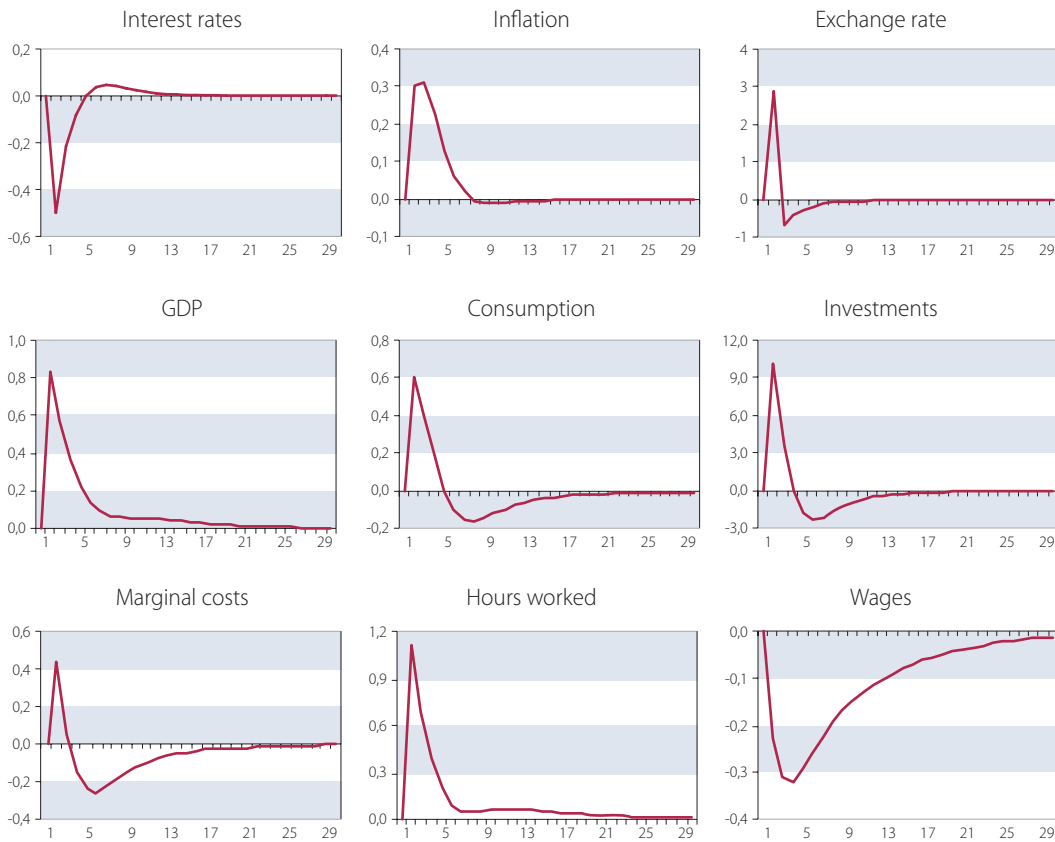 Interest rates
0,2
0,0
-0,2
-0,4
-0,6
1 5 9 13 17 21 25 29
Inflation
0,4
0,3
0,2
0,1
0,0
-0,1
1 5 9 13 17 21 25 29
Exchange rate
4
3
2
1
0
-1
1 5 9 13 17 21 25 29
GDP
1,0
0,8
0,6
0,4
0,2
0,0
1 5 9 13 17 21 25 29
Consumption
0,8
0,6
0,4
0,2
0,0
-0,2
1 5 9 13 17 21 25 29
Investments
12,0
9,0
6,0
3,0
0,0
-3,0
1 5 9 13 17 21 25 29
Marginal costs
0,6
0,4
0,2
0,0
-0,2
-0,4
1 5 9 13 17 21 25 29
Hours worked
1,2
0,9
0,6
0,3
0,0
1 5 9 13 17 21 25 29
Wages
0,0
-0,1
-0,2
-0,3
-0,4
1 5 9 13 17 21 25 29